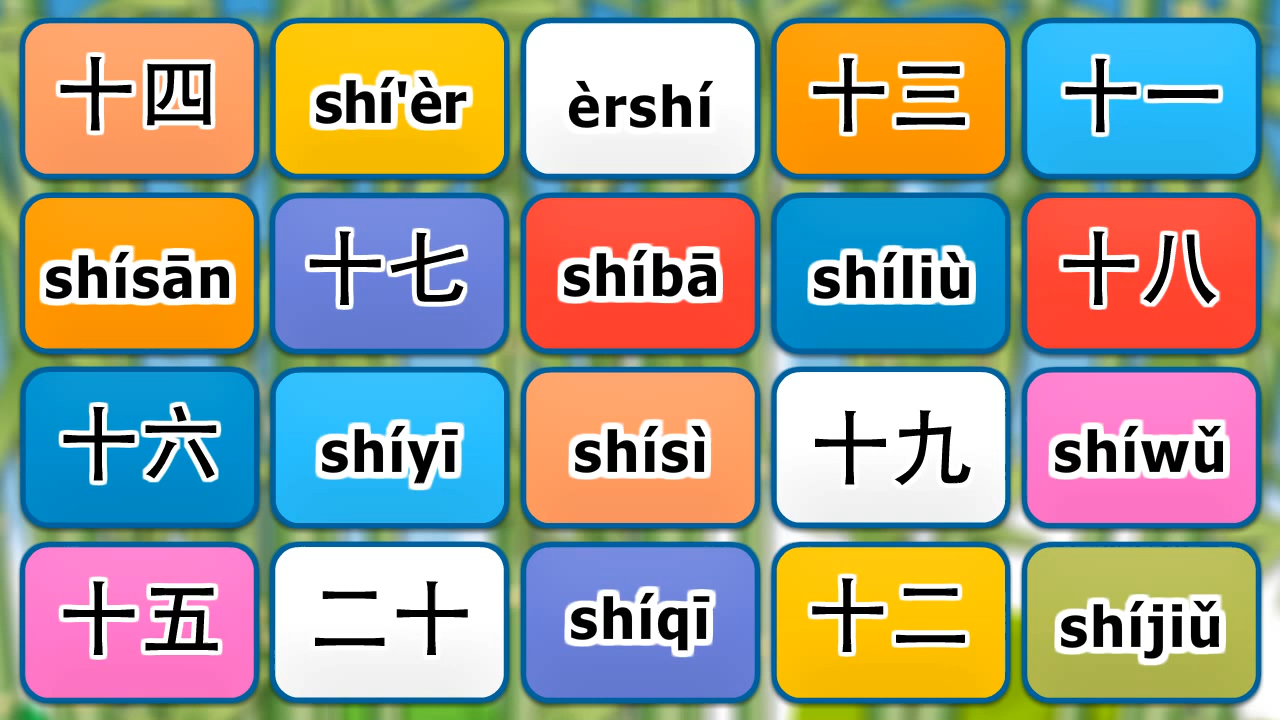 十四
shí'èr
èrshí
十三
十一
shísān
十七
shíbā
shíliù
十八
十六
shíyī
shísì
十九
shíwǔ
十五
二十
shíqī
十二
shíjiǔ